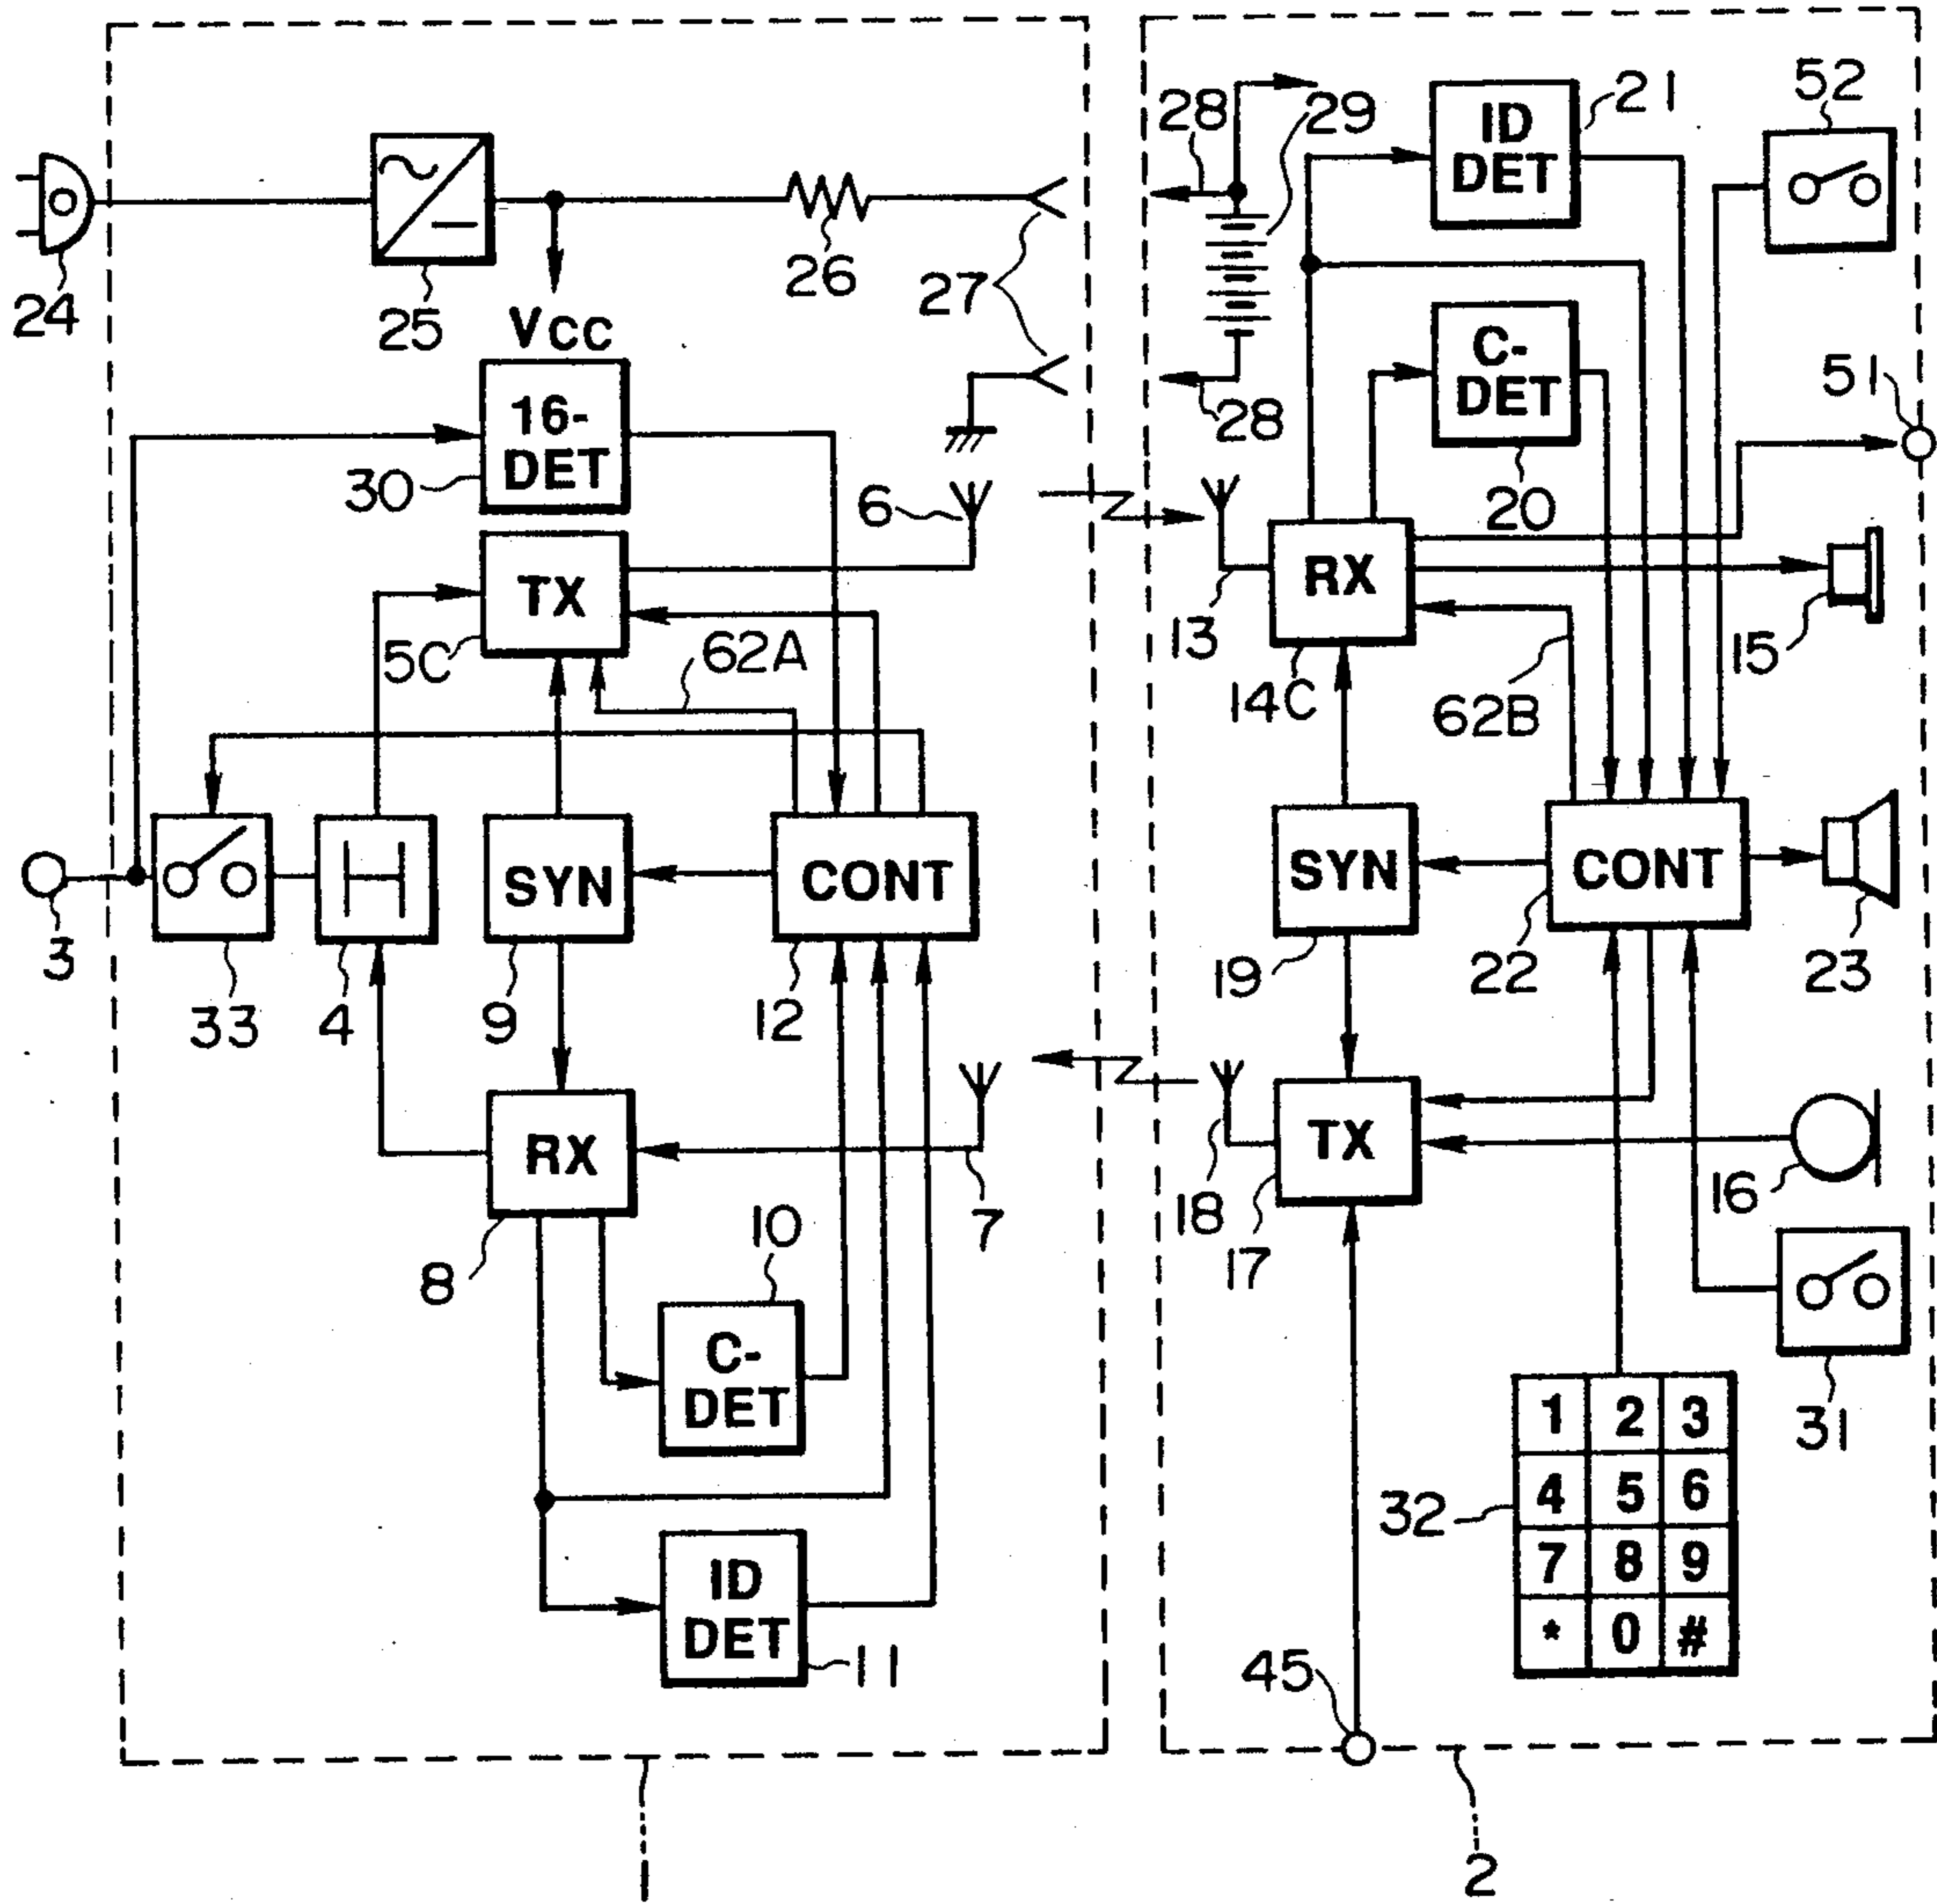 24
25
VCC
26
27
16-
DET
30
6
TX
5C
62A
3
33
4
SYN
9
CONT
12
RX
8
7
10
C-
DET
ID
DET
11
1
28
29
ID
DET
21
52
C-
DET
20
28
51
RX
13
14C
62B
15
SYN
19
CONT
22
23
TX
18
17
16
31
1 2 3
4 5 6
7 8 9
* 0 #
32
45
2